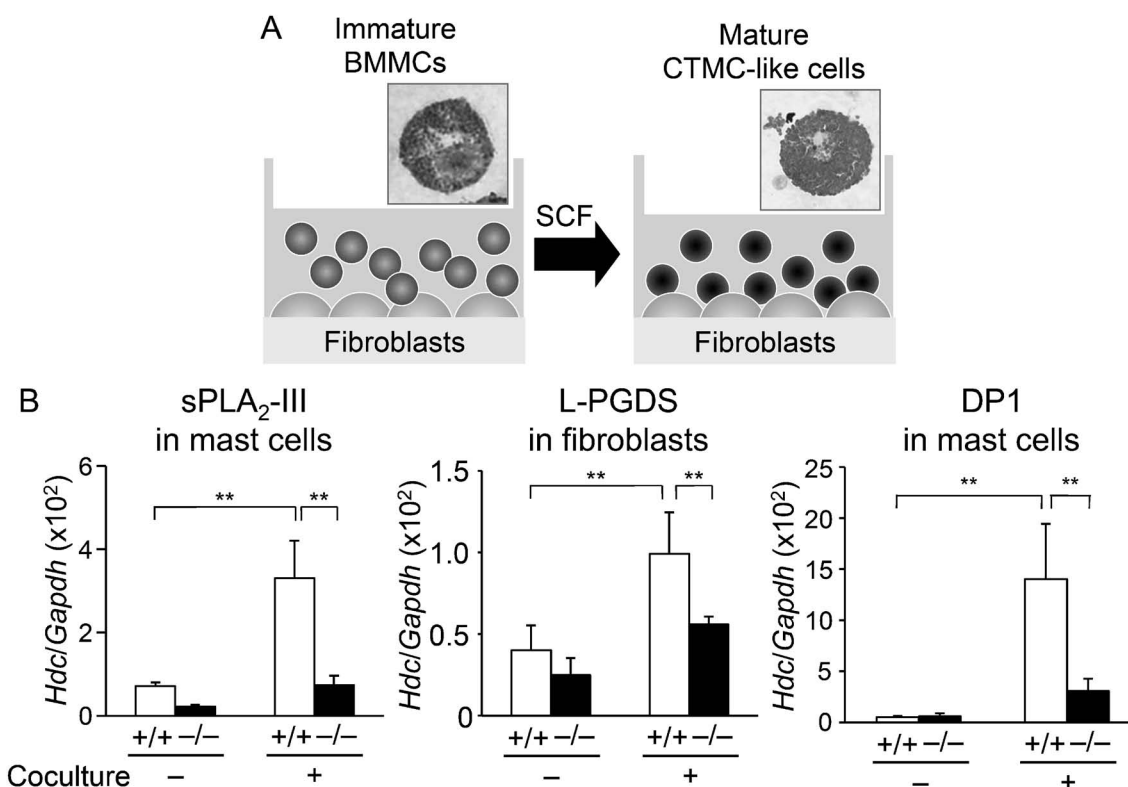 A
Immature
BMMCs
Mature
CTMC-like cells
SCF
Fibroblasts
Fibroblasts
B
sPLA₂-III
in mast cells
L-PGDS
in fibroblasts
DP1
in mast cells
Hdc/Gapdh (x10²)
6
4
2
0
**
**
Hdc/Gapdh (x10²)
1.5
1.0
0.5
0
**
**
Hdc/Gapdh (x10²)
25
20
15
10
5
0
**
**
+/+ –/– +/+ –/–
+/+ –/– +/+ –/–
+/+ –/– +/+ –/–
Coculture – + – + – +